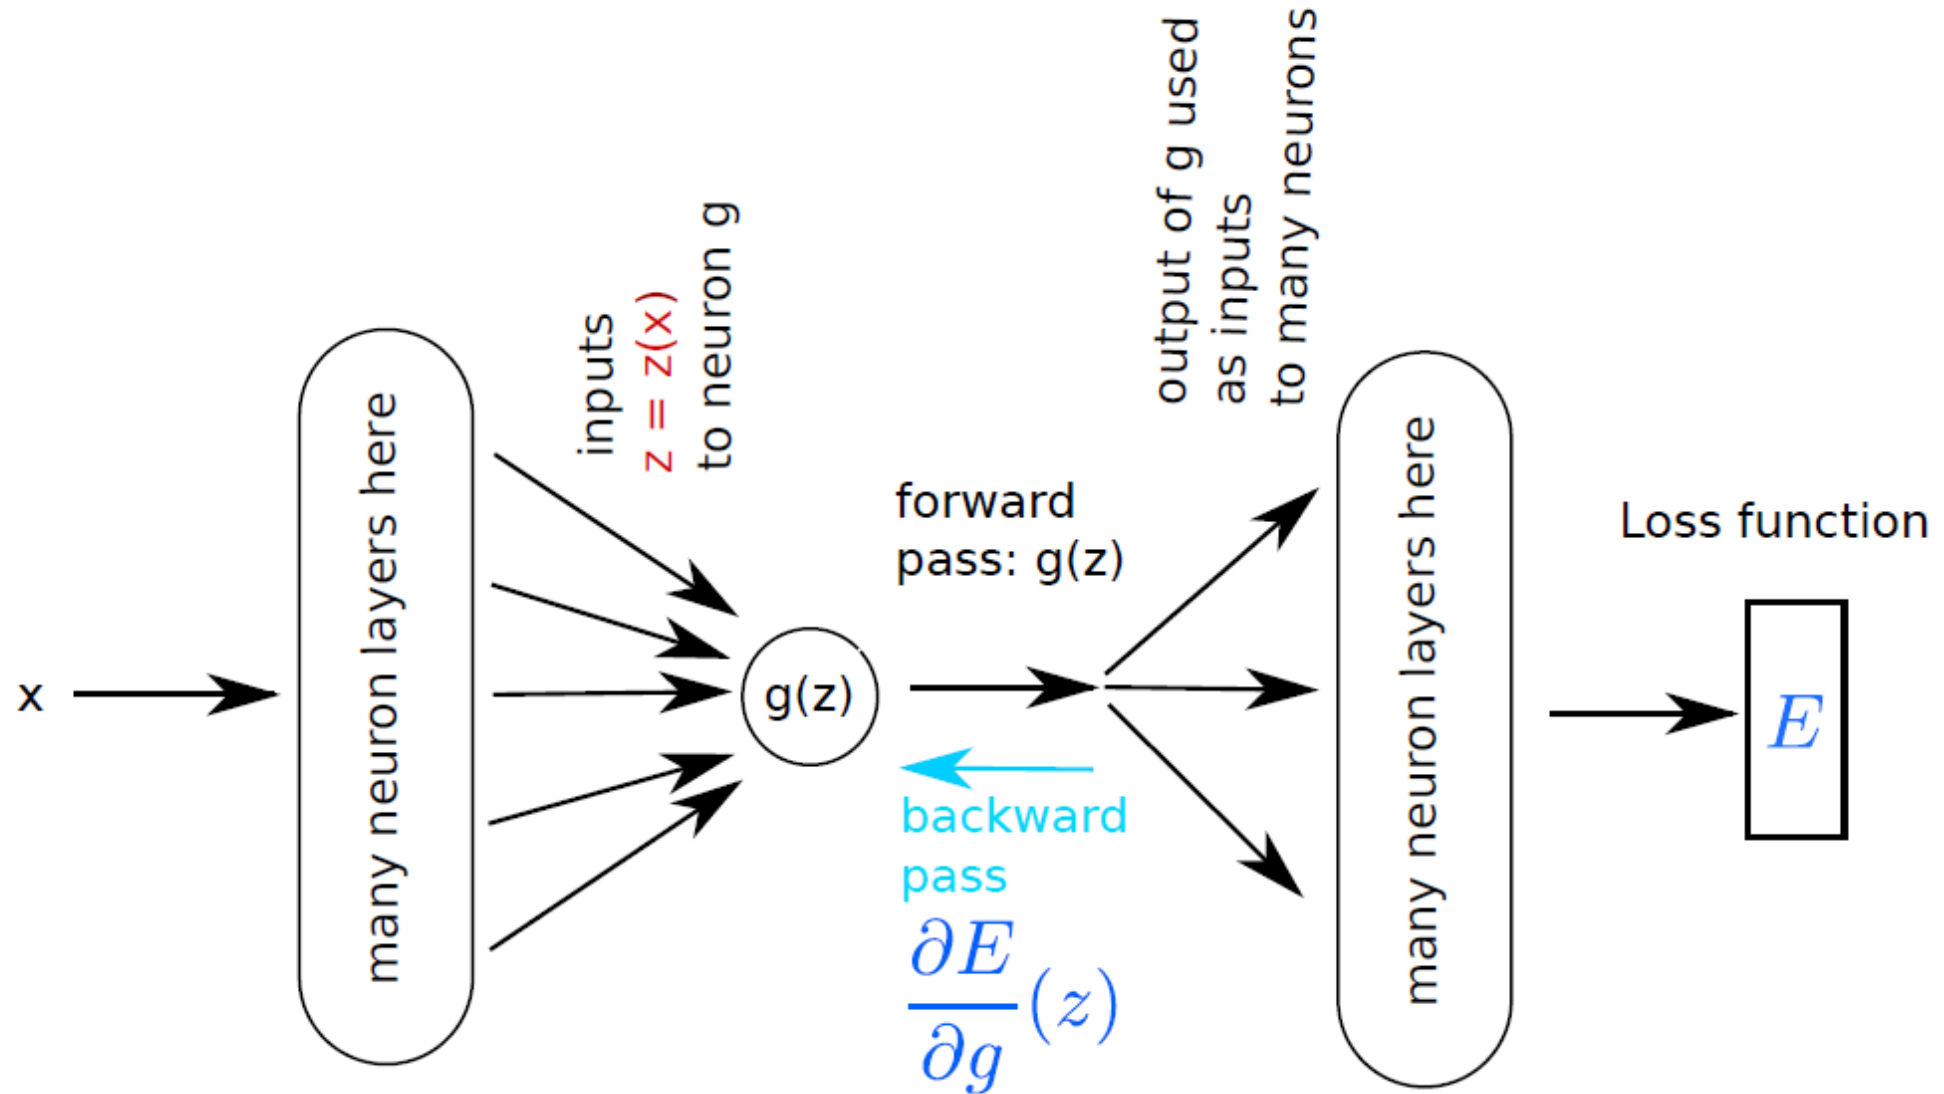 x
many neuron layers here
inputs
z = z(x)
to neuron g
g(z)
forward
pass: g(z)
backward
pass
∂E
∂g
(z)
output of g used
as inputs
to many neurons
many neuron layers here
Loss function
E